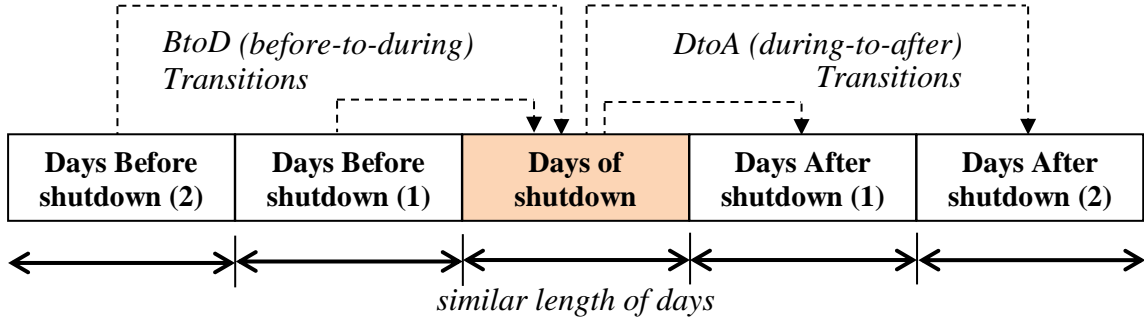 BtoD (before-to-during)
Transitions
DtoA (during-to-after)
Transitions
Days Before
shutdown (2)
Days Before
shutdown (1)
Days of
shutdown
Days After
shutdown (1)
Days After
shutdown (2)
similar length of days